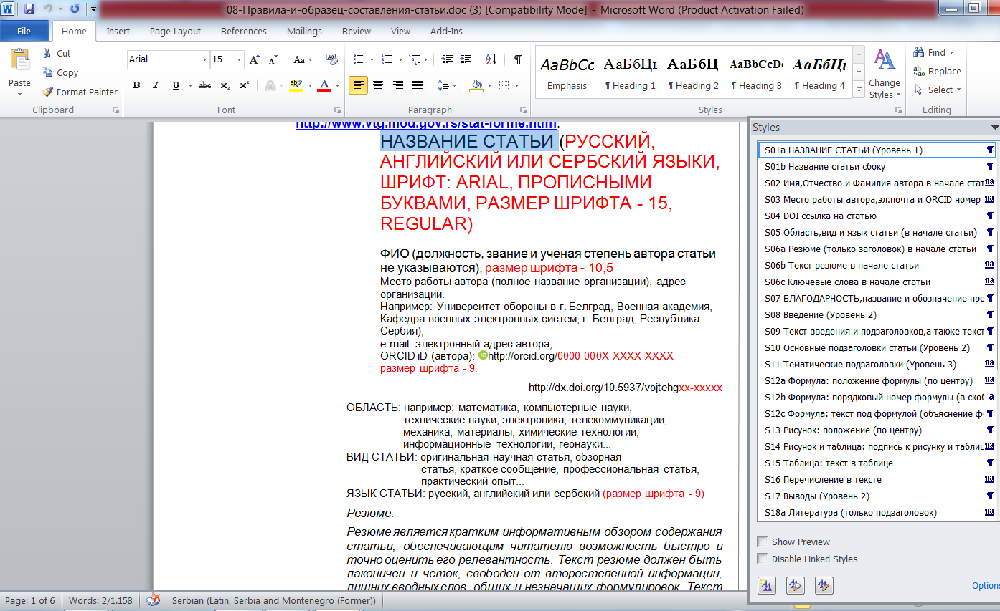 08-Правила-и-образец-составления-статьи.doc (3) [Compatibility Mode] - Microsoft Word (Product Activation Failed)
File Home Insert Page Layout References Mailings Review View Add-Ins
Paste
Cut
Copy
Format Painter
Clipboard
Arial 15
Font
Paragraph
AaBbCc АаБбЦц АаБбЦ: AaBbCcDc АаБбЦц
Emphasis ¶ Heading 1 ¶ Heading 2 ¶ Heading 3 ¶ Heading 4
Change Styles
Styles
Find
Replace
Select
Editing
http://www.vtg.mod.gov.rs/stat-forme.html.
НАЗВАНИЕ СТАТЬИ (РУССКИЙ,
АНГЛИЙСКИЙ ИЛИ СЕРБСКИЙ ЯЗЫКИ,
ШРИФТ: ARIAL, ПРОПИСНЫМИ
БУКВАМИ, РАЗМЕР ШРИФТА - 15,
REGULAR)
ФИО (должность, звание и ученая степень автора статьи
не указываются), размер шрифта - 10,5
Место работы автора (полное название организации), адрес
организации.
Например: Университет обороны в г. Белград, Военная академия,
Кафедра военных электронных систем, г. Белград, Республика
Сербия),
e-mail: электронный адрес автора,
ORCID iD (автора): http://orcid.org/0000-000X-XXXX-XXXX
размер шрифта - 9.
http://dx.doi.org/10.5937/vojtehgxx-xxxxx
ОБЛАСТЬ: например: математика, компьютерные науки,
технические науки, электроника, телекоммуникации,
механика, материалы, химические технологии,
информационные технологии, геонауки...
ВИД СТАТЬИ: оригинальная научная статья, обзорная
статья, краткое сообщение, профессиональная статья,
практический опыт...
ЯЗЫК СТАТЬИ: русский, английский или сербский (размер шрифта - 9)
Резюме:
Резюме является кратким информативным обзором содержания
статьи, обеспечивающим читателю возможность быстро и
точно оценить его релевантность. Текст резюме должен быть
лаконичен и четок, свободен от второстепенной информации,
лишних вводных слов, общих и незначащих формулировок. Текст
Styles
S01a НАЗВАНИЕ СТАТЬИ (Уровень 1)
S01b Название статьи сбоку
S02 Имя,Отчество и Фамилия автора в начале стат
S03 Место работы автора,эл.почта и ORCID номер
S04 DOI ссылка на статью
S05 Область,вид и язык статьи (в начале статьи)
S06a Резюме (только заголовок) в начале статьи
S06b Текст резюме в начале статьи
S06c Ключевые слова в начале статьи
S07 БЛАГОДАРНОСТЬ,название и обозначение про
S08 Введение (Уровень 2)
S09 Текст введения и подзаголовков,а также текст
S10 Основные подзаголовки статьи (Уровень 2)
S11 Тематические подзаголовки (Уровень 3)
S12a Формула: положение формулы (по центру)
S12b Формула: порядковый номер формулы (в скоб
S12c Формула: текст под формулой (объяснение ф
S13 Рисунок: положение (по центру)
S14 Рисунок и таблица: подпись к рисунку и таблиц
S15 Таблица: текст в таблице
S16 Перечисление в тексте
S17 Выводы (Уровень 2)
S18a Литература (только подзаголовок)
Show Preview
Disable Linked Styles
Option
Page: 1 of 6 Words: 2/1.158 Serbian (Latin, Serbia and Montenegro (Former))